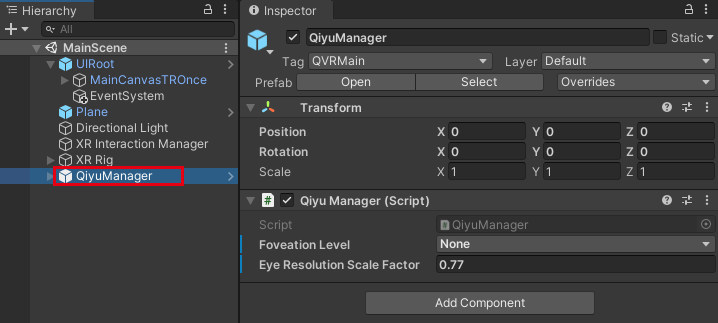 Hierarchy
All
MainScene
UIRoot
MainCanvasTROnce
EventSystem
Plane
Directional Light
XR Interaction Manager
XR Rig
QiyuManager
Inspector
QiyuManager
Static
Tag QVRMain Layer Default
Prefab Open Select Overrides
Transform
Position X 0 Y 0 Z 0
Rotation X 0 Y 0 Z 0
Scale X 1 Y 1 Z 1
Qiyu Manager (Script)
Script QiyuManager
Foveation Level None
Eye Resolution Scale Factor 0.77
Add Component